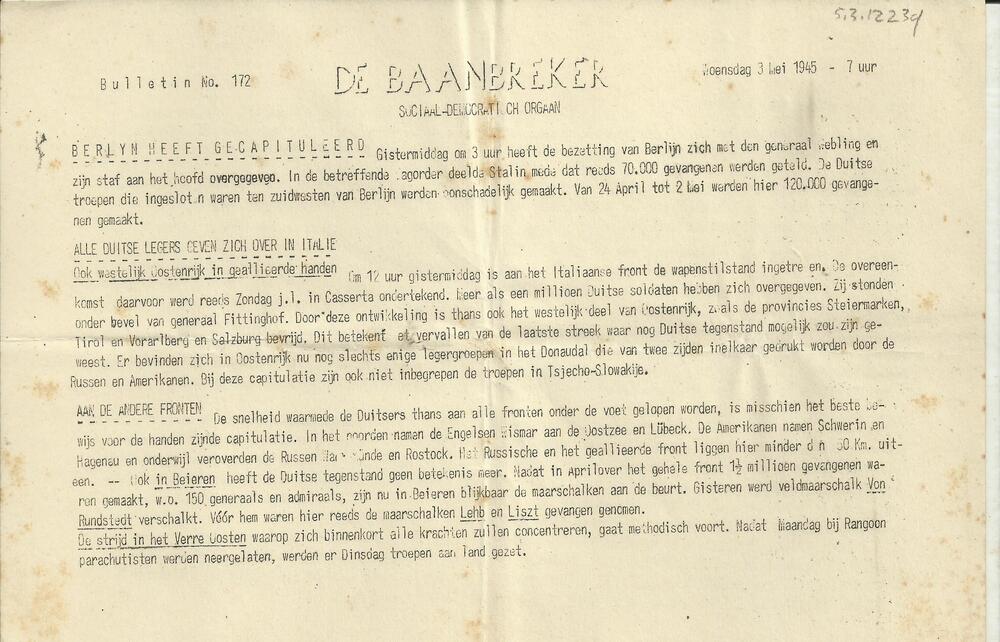 5.3.12239
Bulletin No. 172
DE BAANBREKER
Woensdag 3 Mei 1945 - 7 uur
SOCIAAL-DEMOCRATISCH ORGAAN
BERLYN HEEFT GECAPITULEERD Gistermiddag om 3 uur heeft de bezetting van Berlijn zich met den generaal Webling en
zijn staf aan het hoofd overgegeven. In de betreffende lagorder deelde Stalin mede dat reeds 70.000 gevangenen werden geteld. De Duitse
troepen die ingesloten waren ten zuidwesten van Berlijn werden onschadelijk gemaakt. Van 24 April tot 2 Mei werden hier 120.000 gevange-
nen gemaakt.
ALLE DUITSE LEGERS GEVEN ZICH OVER IN ITALIE
Ook westelijk Oostenrijk in geallieerde handen Om 12 uur gistermiddag is aan het Italiaanse front de wapenstilstand ingetreden. De overeen-
komst daarvoor werd reeds Zondag j.l. in Casserta ondertekend. Meer als een millioen Duitse soldaten hebben zich overgegeven. Zij stonden
onder bevel van generaal Fittinghof. Door deze ontwikkeling is thans ook het westelijk deel van Oostenrijk, zoals de provincies Steiermarken,
Tirol en Vorarlberg en Salzburg bevrijd. Dit betekent het vervallen van de laatste streek waar nog Duitse tegenstand mogelijk zou zijn ge-
weest. Er bevinden zich in Oostenrijk nu nog slechts enige legergroepen in het Donaudal die van twee zijden inelkaar gedrukt worden door de
Russen en Amerikanen. Bij deze capitulatie zijn ook niet inbegrepen de troepen in Tsjecho-Slowakije.
AAN DE ANDERE FRONTEN De snelheid waarmede de Duitsers thans aan alle fronten onder de voet gelopen worden, is misschien het beste be-
wijs voor de handen zijnde capitulatie. In het noorden namen de Engelsen Wismar aan de Oostzee en Lübeck. De Amerikanen namen Schwerin en
Hagenau en onderwijl veroverden de Russen en Rostock. Het Russische en het geallieerde front liggen hier minder dan Km. uit-
een. -- Ook in Beieren heeft de Duitse tegenstand geen betekenis meer. Nadat in Aprilover het gehele front 1½ millioen gevangenen wa-
ren gemaakt, w.o. 150 generaals en admiraals, zijn nu in Beieren blijkbaar de maarschalken aan de beurt. Gisteren werd veldmaarschalk Von
Rundstedt verschalkt. Vóór hem waren hier reeds de maarschalken Lehb en Liszt gevangen genomen.
De strijd in het Verre Oosten waarop zich binnenkort alle krachten zullen concentreren, gaat methodisch voort. Nadat Maandag bij Rangoon
parachutisten werden neergelaten, werden er Dinsdag troepen aan land gezet.